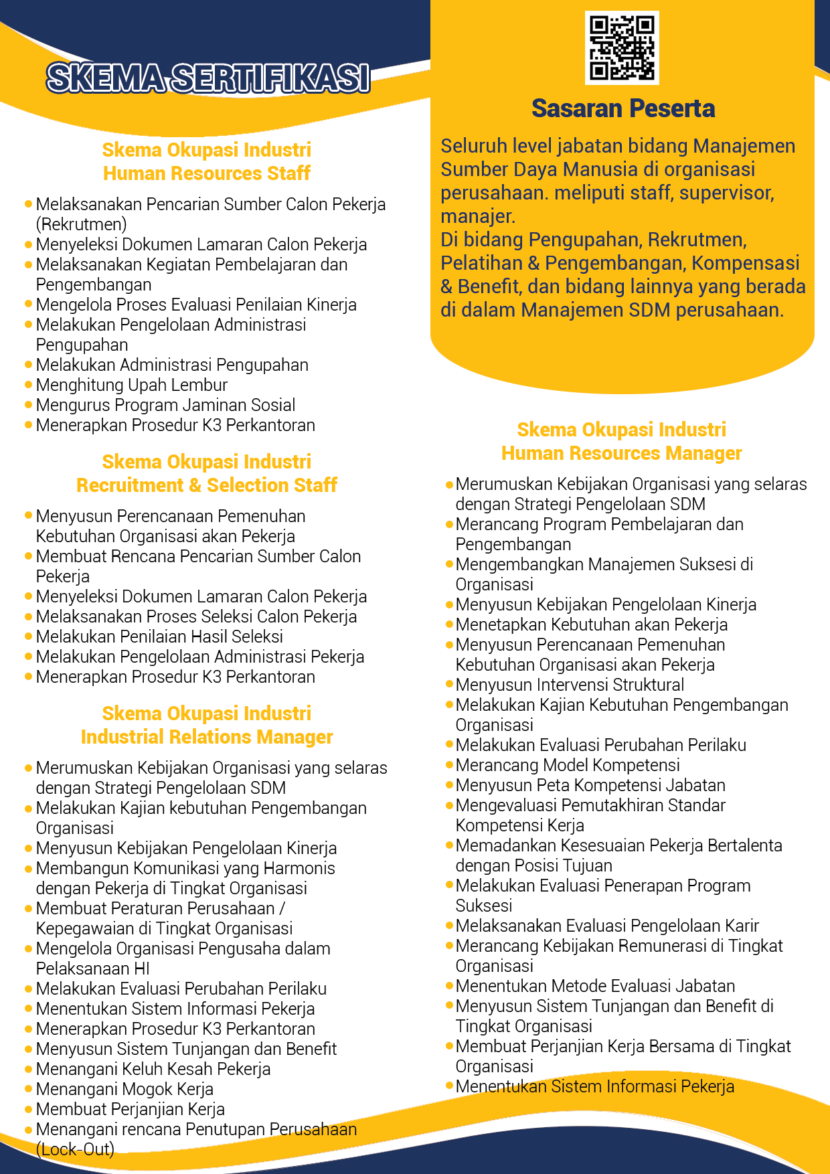 SKEMA SERTIFIKASI
Skema Okupasi Industri
Human Resources Staff
Melaksanakan Pencarian Sumber Calon Pekerja
(Rekrutmen)
Menyeleksi Dokumen Lamaran Calon Pekerja
Melaksanakan Kegiatan Pembelajaran dan
Pengembangan
Mengelola Proses Evaluasi Penilaian Kinerja
Melakukan Pengelolaan Administrasi
Pengupahan
Melakukan Administrasi Pengupahan
Menghitung Upah Lembur
Mengurus Program Jaminan Sosial
Menerapkan Prosedur K3 Perkantoran
Skema Okupasi Industri
Recruitment & Selection Staff
Menyusun Perencanaan Pemenuhan
Kebutuhan Organisasi akan Pekerja
Membuat Rencana Pencarian Sumber Calon
Pekerja
Menyeleksi Dokumen Lamaran Calon Pekerja
Melaksanakan Proses Seleksi Calon Pekerja
Melakukan Penilaian Hasil Seleksi
Melakukan Pengelolaan Administrasi Pekerja
Menerapkan Prosedur K3 Perkantoran
Skema Okupasi Industri
Industrial Relations Manager
Merumuskan Kebijakan Organisasi yang selaras
dengan Strategi Pengelolaan SDM
Melakukan Kajian kebutuhan Pengembangan
Organisasi
Menyusun Kebijakan Pengelolaan Kinerja
Membangun Komunikasi yang Harmonis
dengan Pekerja di Tingkat Organisasi
Membuat Peraturan Perusahaan /
Kepegawaian di Tingkat Organisasi
Mengelola Organisasi Pengusaha dalam
Pelaksanaan HI
Melakukan Evaluasi Perubahan Perilaku
Menentukan Sistem Informasi Pekerja
Menerapkan Prosedur K3 Perkantoran
Menyusun Sistem Tunjangan dan Benefit
Menangani Keluh Kesah Pekerja
Menangani Mogok Kerja
Membuat Perjanjian Kerja
Menangani rencana Penutupan Perusahaan
(Lock-Out)
Sasaran Peserta
Seluruh level jabatan bidang Manajemen
Sumber Daya Manusia di organisasi
perusahaan. meliputi staff, supervisor,
manajer.
Di bidang Pengupahan, Rekrutmen,
Pelatihan & Pengembangan, Kompensasi
& Benefit, dan bidang lainnya yang berada
di dalam Manajemen SDM perusahaan.
Skema Okupasi Industri
Human Resources Manager
Merumuskan Kebijakan Organisasi yang selaras
dengan Strategi Pengelolaan SDM
Merancang Program Pembelajaran dan
Pengembangan
Mengembangkan Manajemen Suksesi di
Organisasi
Menyusun Kebijakan Pengelolaan Kinerja
Menetapkan Kebutuhan akan Pekerja
Menyusun Perencanaan Pemenuhan
Kebutuhan Organisasi akan Pekerja
Menyusun Intervensi Struktural
Melakukan Kajian Kebutuhan Pengembangan
Organisasi
Melakukan Evaluasi Perubahan Perilaku
Merancang Model Kompetensi
Menyusun Peta Kompetensi Jabatan
Mengevaluasi Pemutakhiran Standar
Kompetensi Kerja
Memadankan Kesesuaian Pekerja Bertalenta
dengan Posisi Tujuan
Melakukan Evaluasi Penerapan Program
Suksesi
Melaksanakan Evaluasi Pengelolaan Karir
Merancang Kebijakan Remunerasi di Tingkat
Organisasi
Menentukan Metode Evaluasi Jabatan
Menyusun Sistem Tunjangan dan Benefit di
Tingkat Organisasi
Membuat Perjanjian Kerja Bersama di Tingkat
Organisasi
Menentukan Sistem Informasi Pekerja